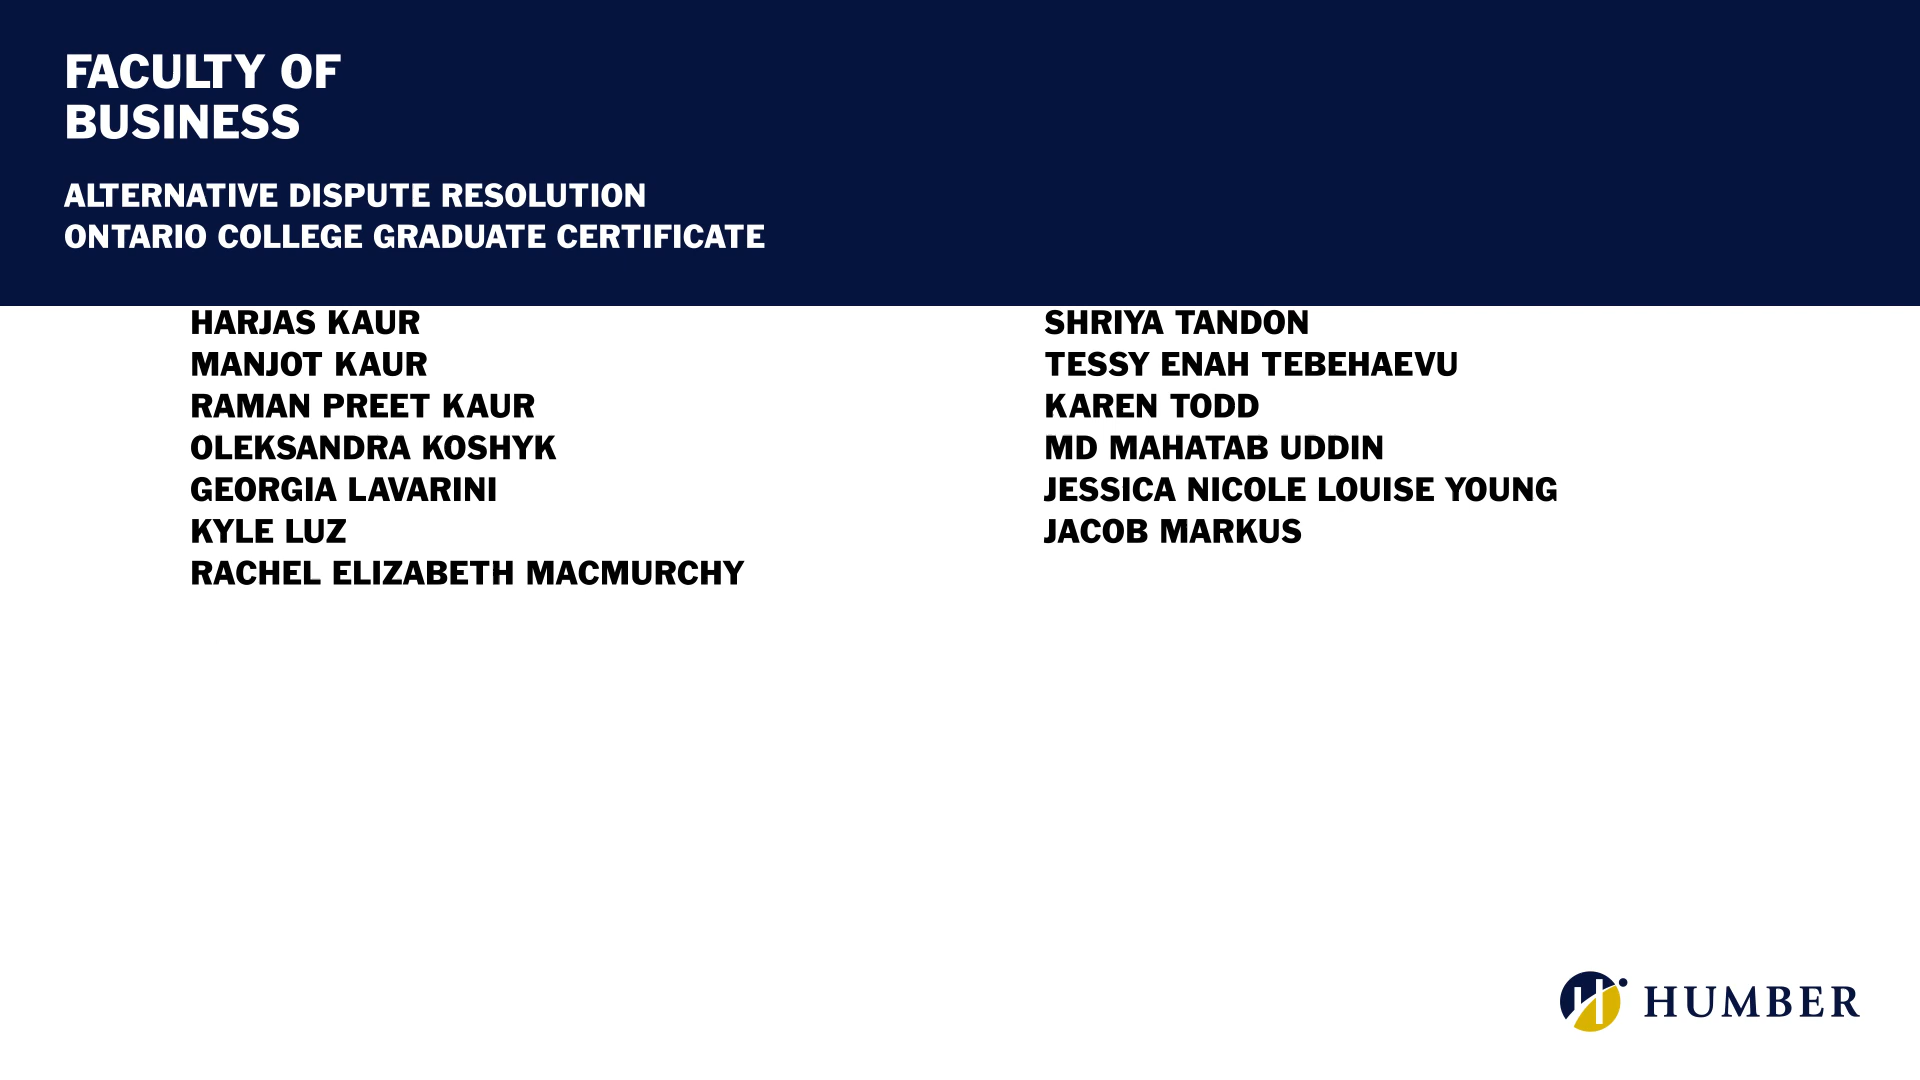 FACULTY OF
BUSINESS
ALTERNATIVE DISPUTE RESOLUTION
ONTARIO COLLEGE GRADUATE CERTIFICATE
HARJAS KAUR
MANJOT KAUR
RAMAN PREET KAUR
OLEKSANDRA KOSHYK
GEORGIA LAVARINI
KYLE LUZ
RACHEL ELIZABETH MACMURCHY
SHRIYA TANDON
TESSY ENAH TEBEHAEVU
KAREN TODD
MD MAHATAB UDDIN
JESSICA NICOLE LOUISE YOUNG
JACOB MARKUS
HUMBER